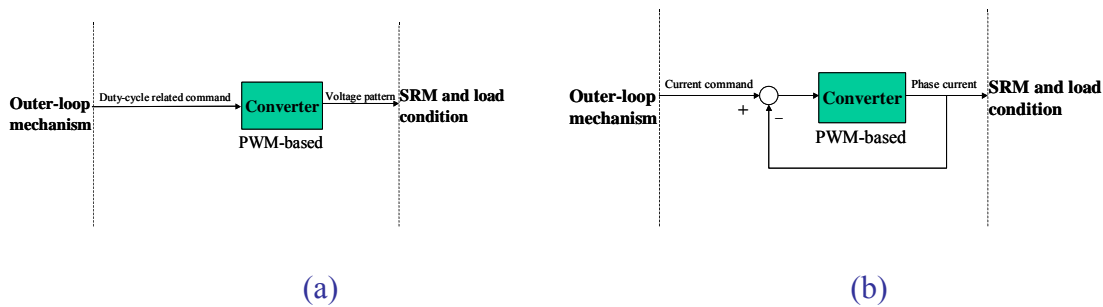 Outer-loop
mechanism
Duty-cycle related command
Converter
PWM-based
Voltage pattern
SRM and load
condition
(a)
Outer-loop
mechanism
Current command
+
−
Converter
PWM-based
Phase current
SRM and load
condition
(b)